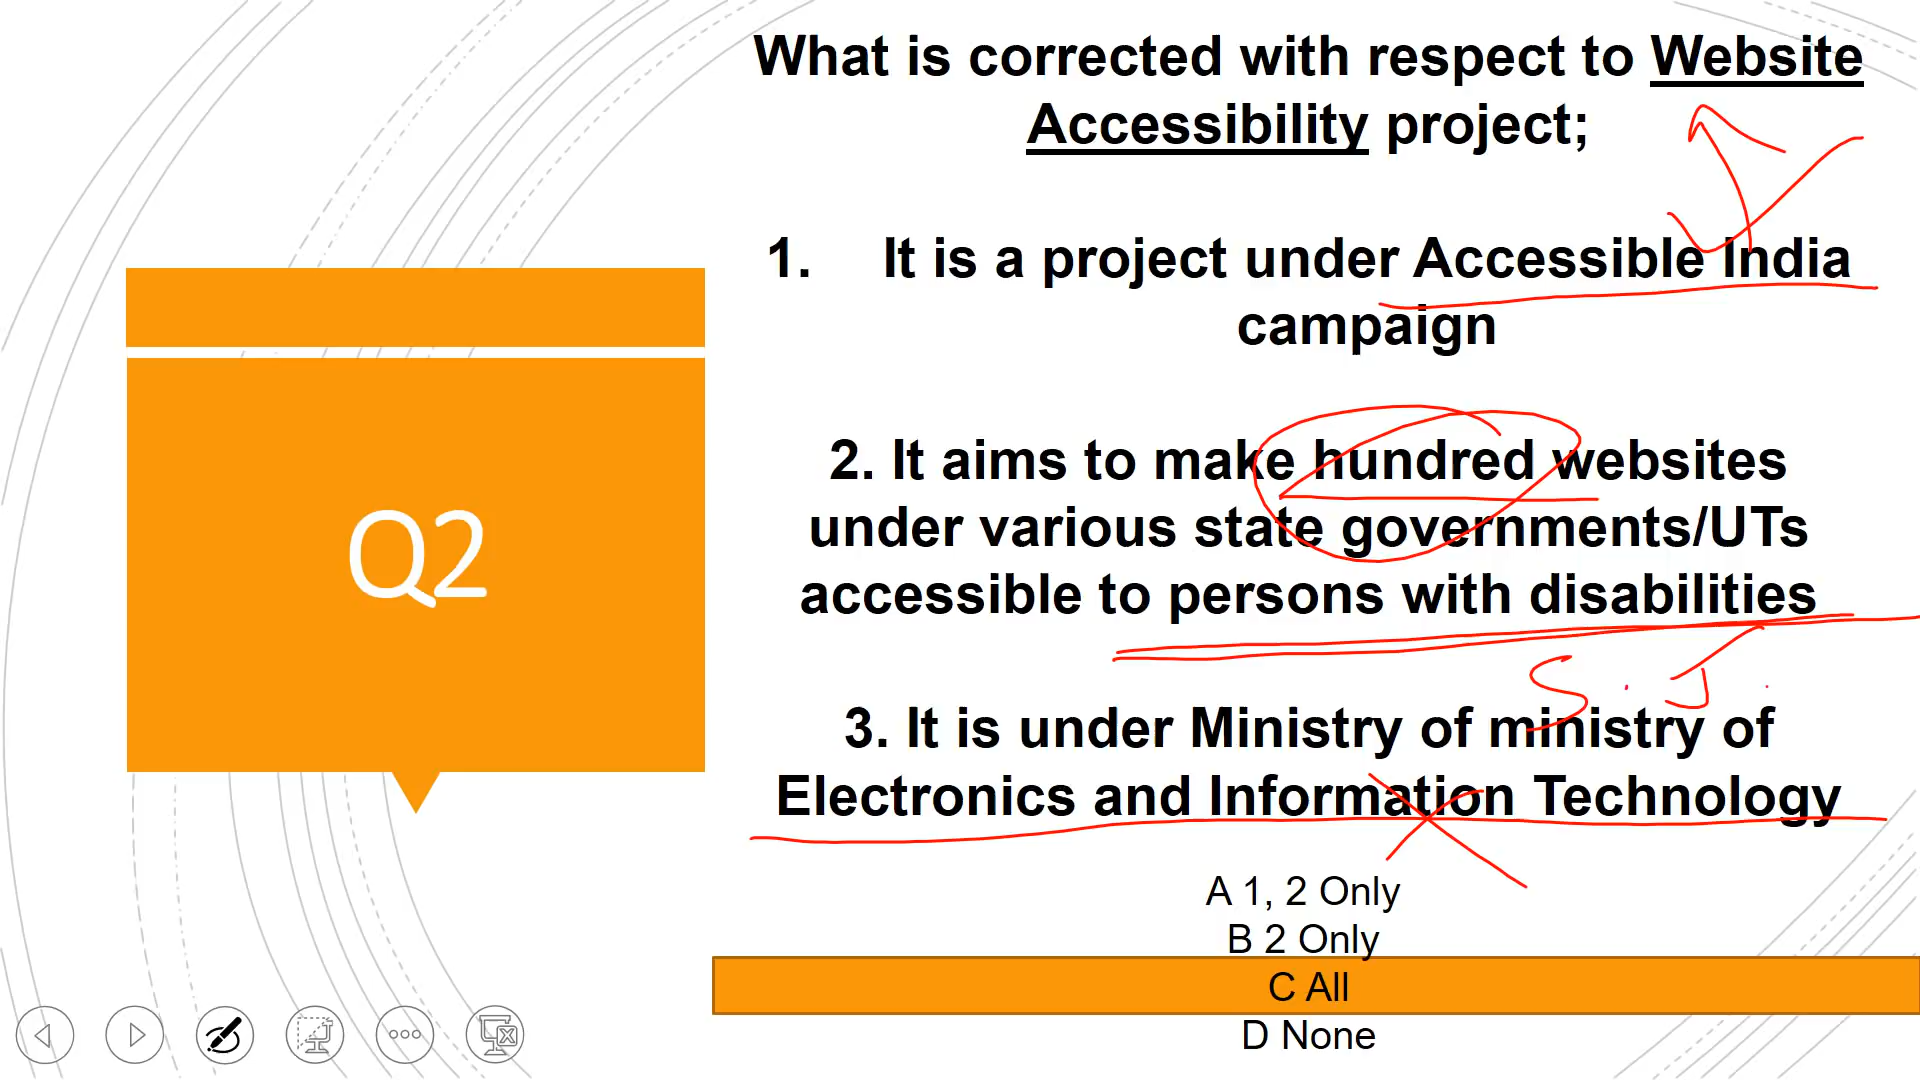 What is corrected with respect to Website
Accessibility project;
1. It is a project under Accessible India
campaign
2. It aims to make hundred websites
under various state governments/UTs
accessible to persons with disabilities
S. J.
3. It is under Ministry of ministry of
Electronics and Information Technology
A 1, 2 Only
B 2 Only
C All
D None
Q2